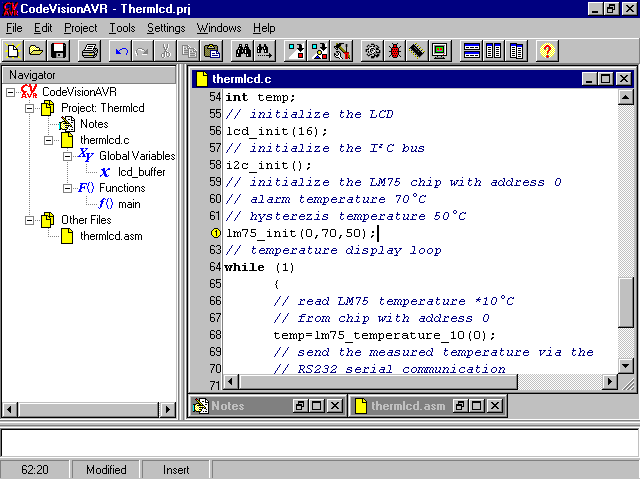 CodeVisionAVR - Thermlcd.prj
File Edit Project Tools Settings Windows Help
Navigator
CodeVisionAVR
Project: Thermlcd
Notes
thermlcd.c
Global Variables
lcd_buffer
Functions
main
Other Files
thermlcd.asm
thermlcd.c
54 int temp;
55 // initialize the LCD
56 lcd_init(16);
57 // initialize the I²C bus
58 i2c_init();
59 // initialize the LM75 chip with address 0
60 // alarm temperature 70°C
61 // hysterezis temperature 50°C
lm75_init(0,70,50);
63 // temperature display loop
64 while (1)
65 {
66 // read LM75 temperature *10°C
67 // from chip with address 0
68 temp=lm75_temperature_10(0);
69 // send the measured temperature via the
70 // RS232 serial communication
71
Notes
thermlcd.asm
62:20 Modified Insert